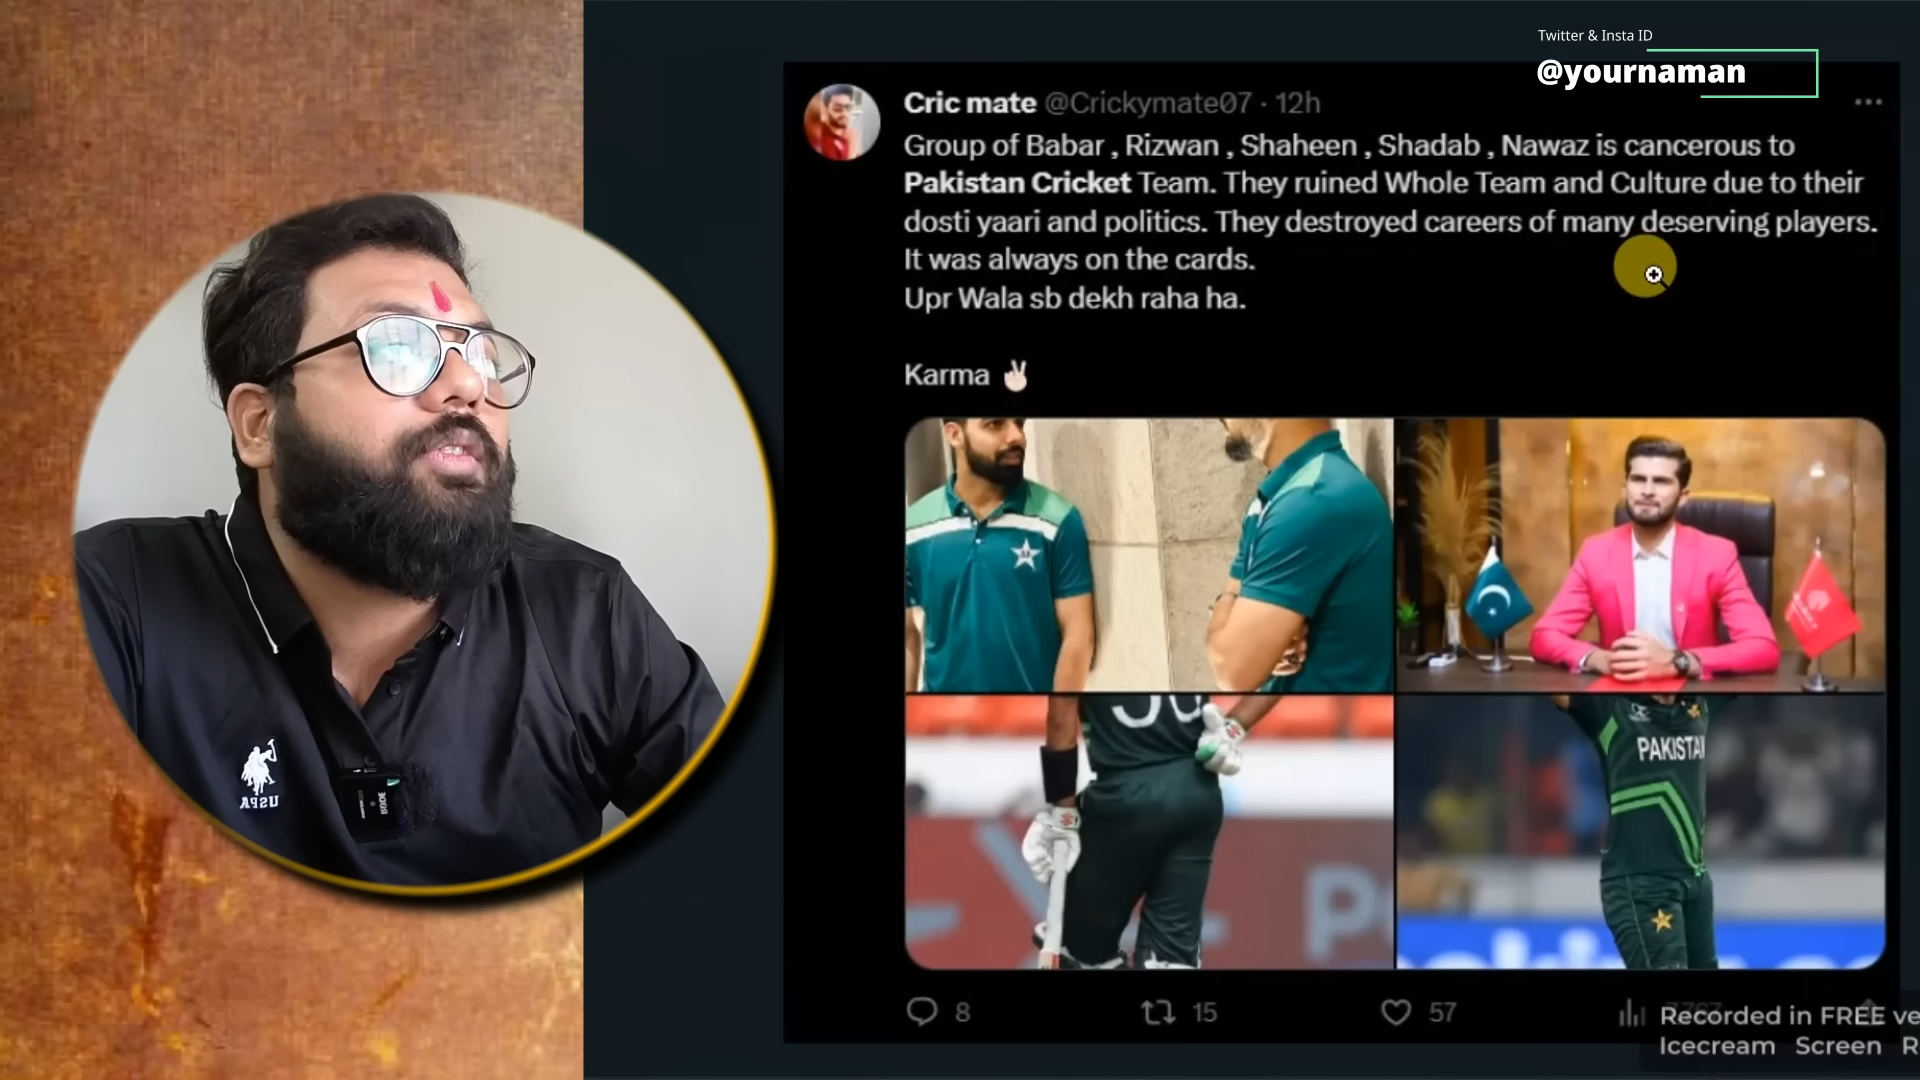 Twitter & Insta ID
@yournaman
Cric mate @Crickymate07 · 12h
Group of Babar , Rizwan , Shaheen , Shadab , Nawaz is cancerous to
Pakistan Cricket Team. They ruined Whole Team and Culture due to their
dosti yaari and politics. They destroyed careers of many deserving players.
It was always on the cards.
Upr Wala sb dekh raha ha.
Karma ✌🏻
PAKISTAN
USPA
RODE
8 15 57
Recorded in FREE ve
Icecream Screen R